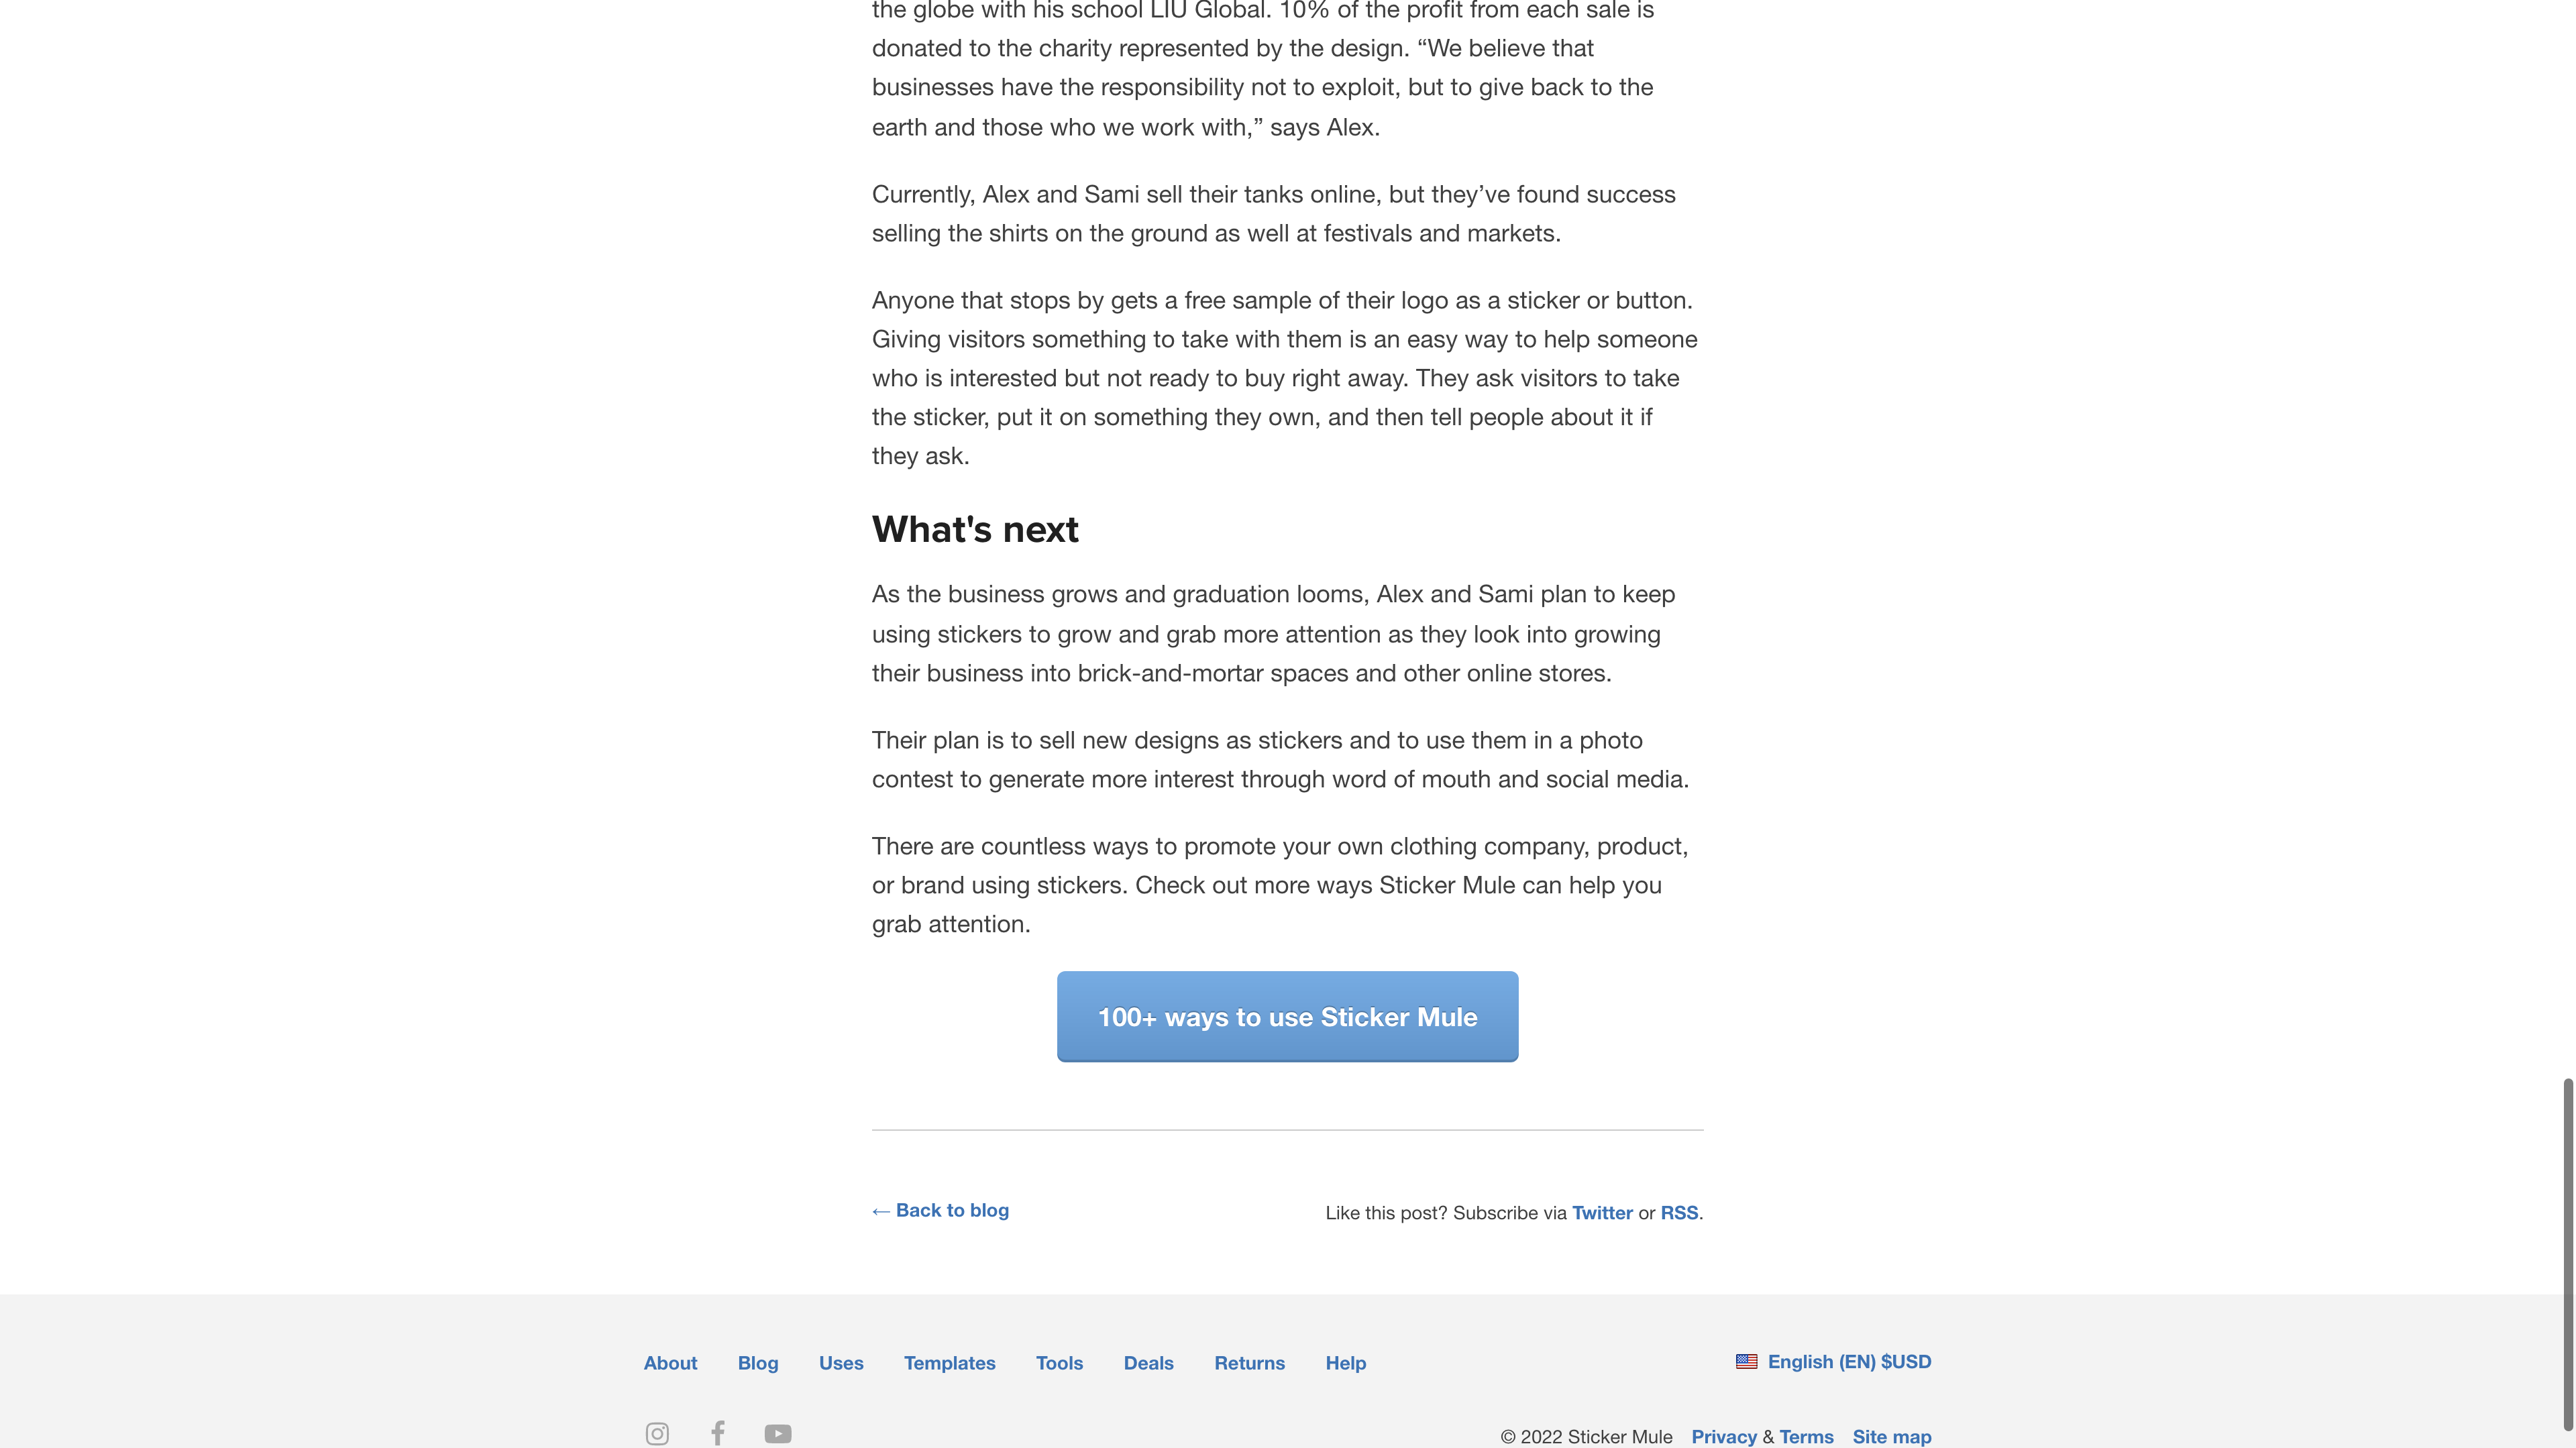 the globe with his school LIU Global. 10% of the profit from each sale is
donated to the charity represented by the design. “We believe that
businesses have the responsibility not to exploit, but to give back to the
earth and those who we work with,” says Alex.
Currently, Alex and Sami sell their tanks online, but they’ve found success
selling the shirts on the ground as well at festivals and markets.
Anyone that stops by gets a free sample of their logo as a sticker or button.
Giving visitors something to take with them is an easy way to help someone
who is interested but not ready to buy right away. They ask visitors to take
the sticker, put it on something they own, and then tell people about it if
they ask.
What's next
As the business grows and graduation looms, Alex and Sami plan to keep
using stickers to grow and grab more attention as they look into growing
their business into brick-and-mortar spaces and other online stores.
Their plan is to sell new designs as stickers and to use them in a photo
contest to generate more interest through word of mouth and social media.
There are countless ways to promote your own clothing company, product,
or brand using stickers. Check out more ways Sticker Mule can help you
grab attention.
100+ ways to use Sticker Mule
← Back to blog
Like this post? Subscribe via Twitter or RSS.
About Blog Uses Templates Tools Deals Returns Help
English (EN) $USD
© 2022 Sticker Mule Privacy & Terms Site map